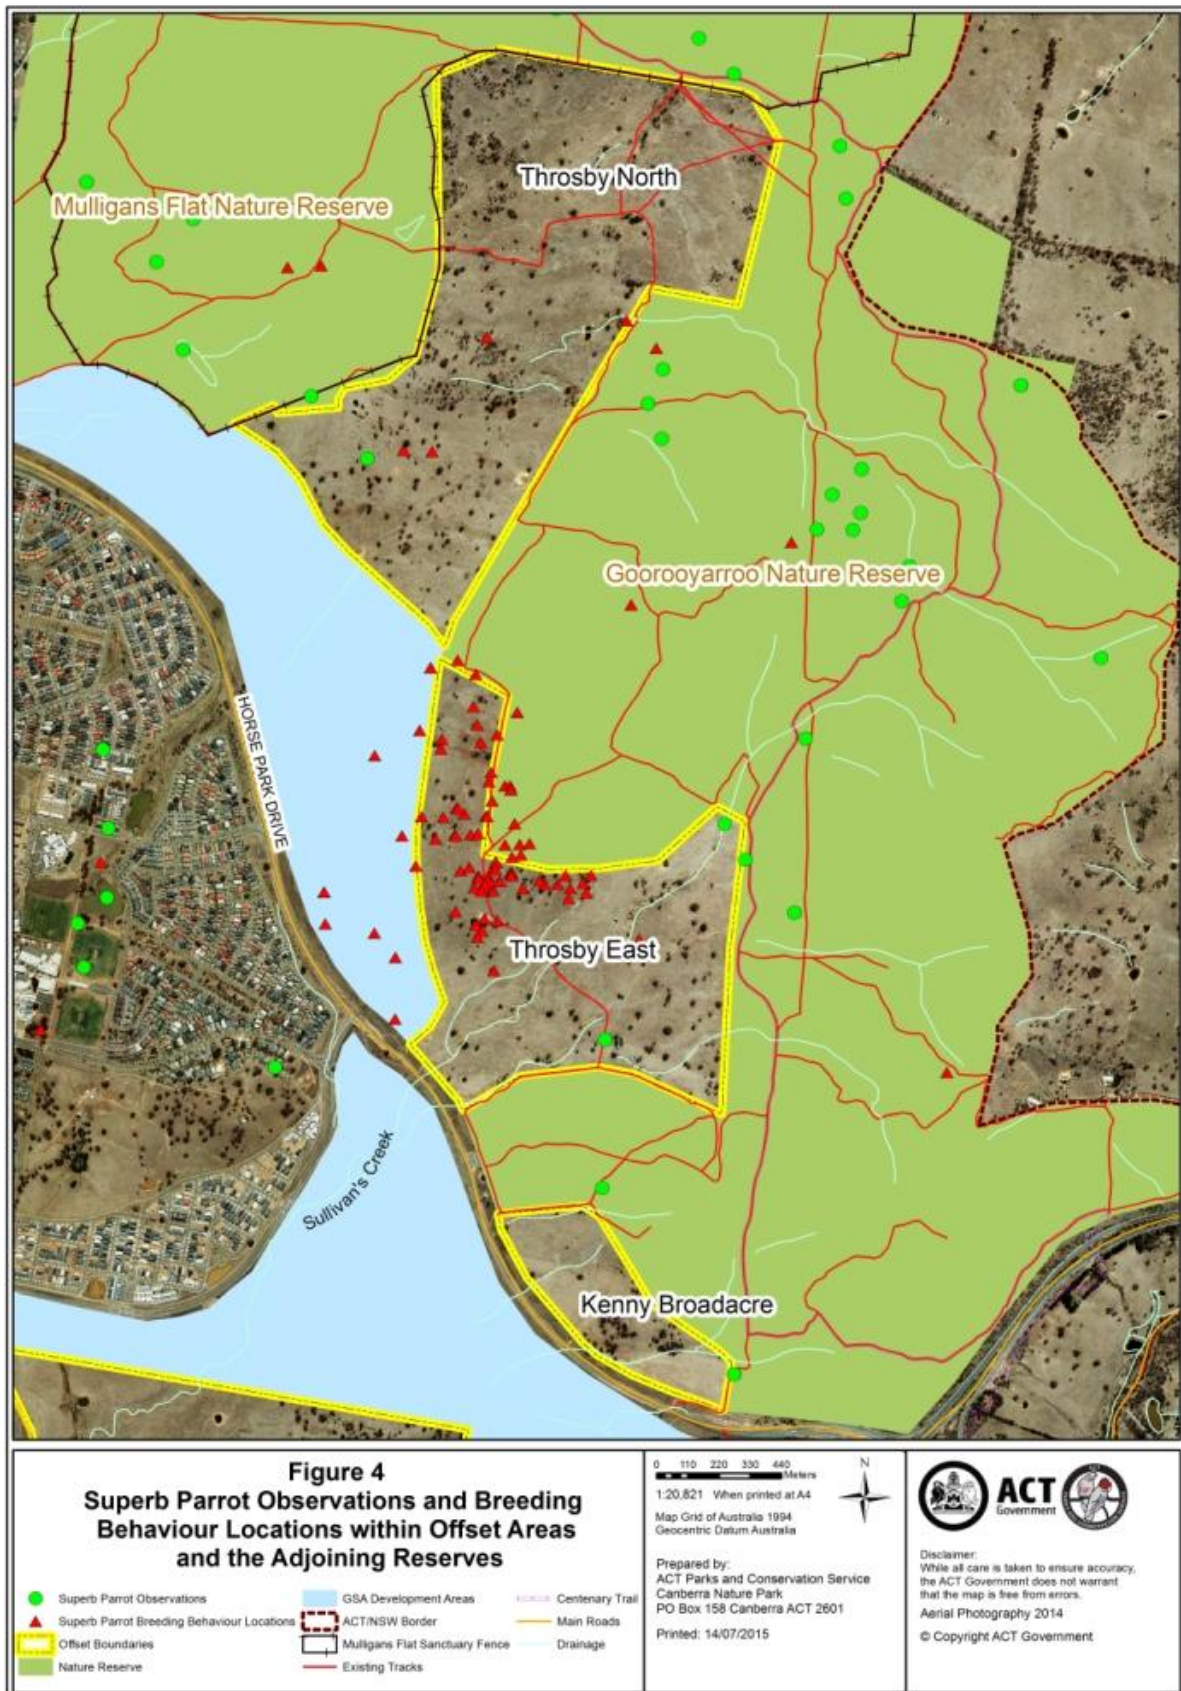 Throsby North
Mulligans Flat Nature Reserve
Goorooyarroo Nature Reserve
HORSE PARK DRIVE
Throsby East
Sullivan's Creek
Kenny Broadacre
Figure 4
Superb Parrot Observations and Breeding
Behaviour Locations within Offset Areas
and the Adjoining Reserves
Superb Parrot Observations
Superb Parrot Breeding Behaviour Locations
Offset Boundaries
Nature Reserve
GSA Development Areas
ACT/NSW Border
Mulligans Flat Sanctuary Fence
Existing Tracks
Centenary Trail
Main Roads
Drainage
0 110 220 330 440
Meters
1:20,821 When printed at A4
Map Grid of Australia 1994
Geocentric Datum Australia
N
Prepared by:
ACT Parks and Conservation Service
Canberra Nature Park
PO Box 158 Canberra ACT 2601
Printed: 14/07/2015
ACT
Government
Disclaimer:
While all care is taken to ensure accuracy,
the ACT Government does not warrant
that the map is free from errors.
Aerial Photography 2014
© Copyright ACT Government